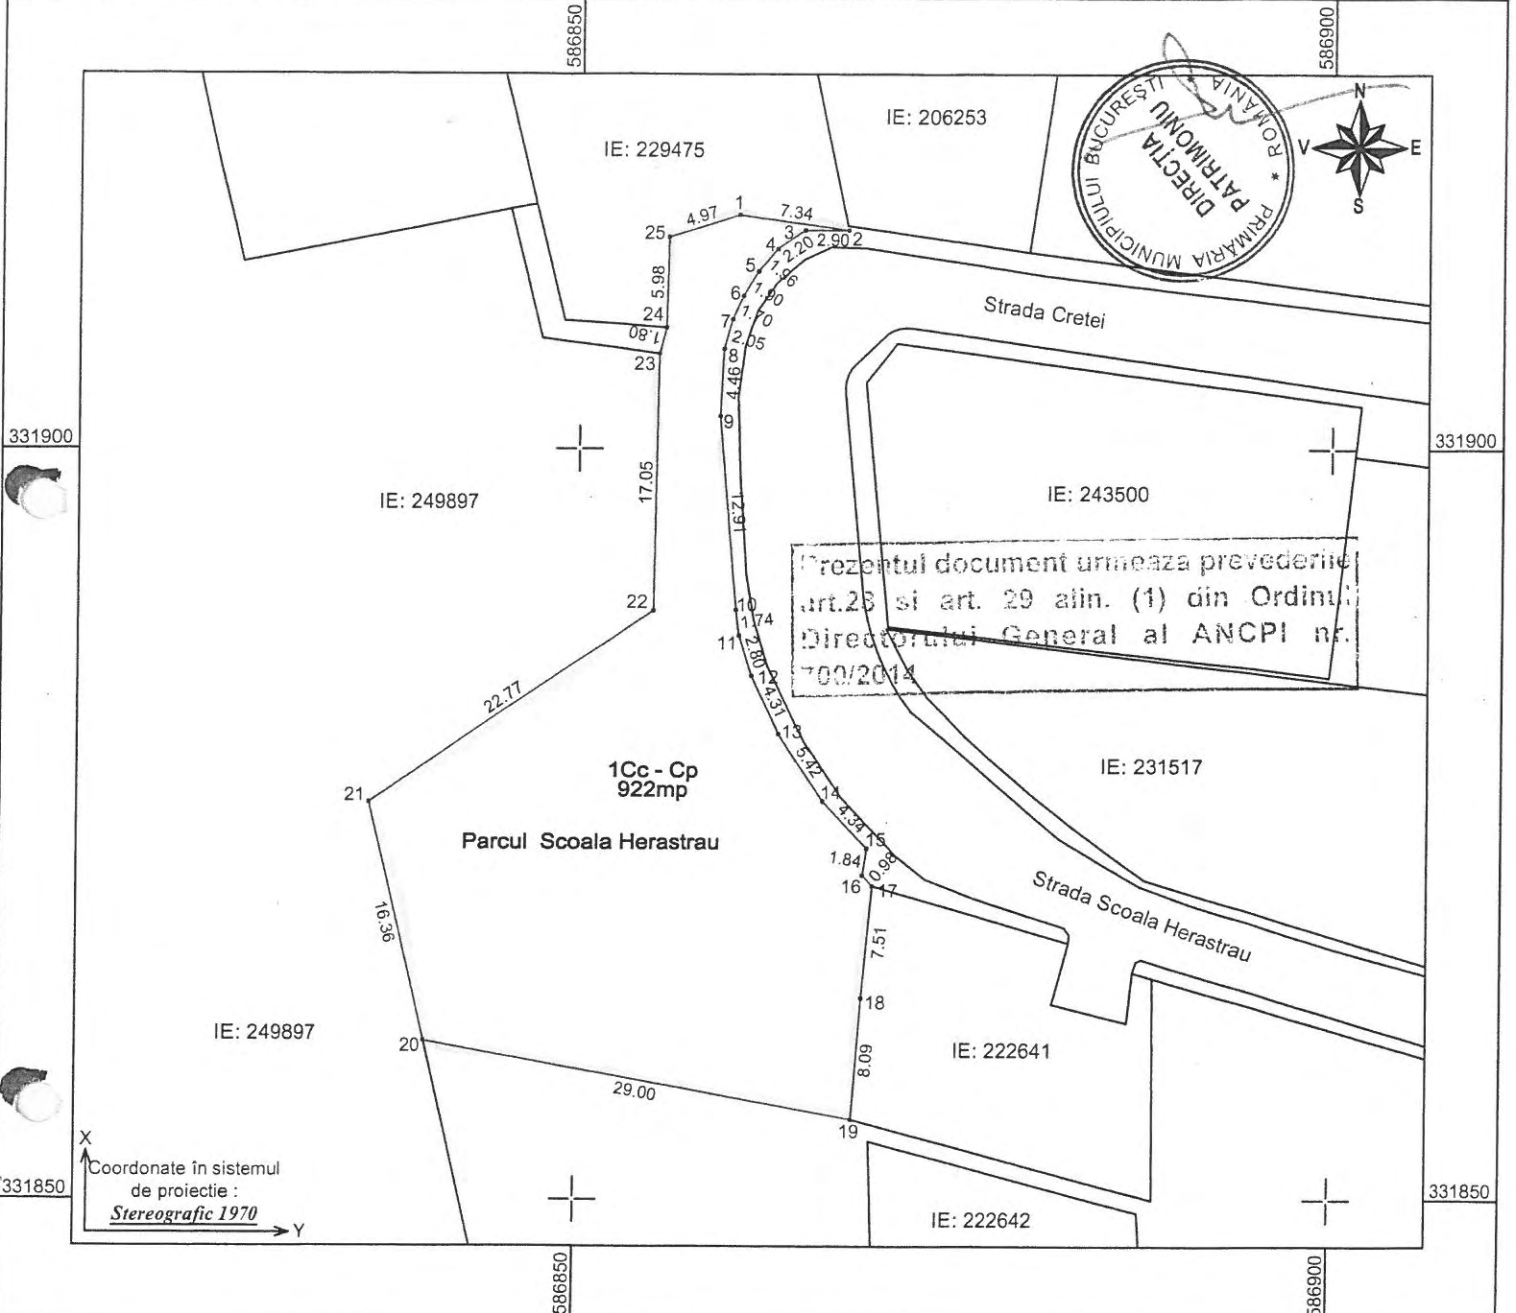 586850
586900
IE: 206253
IE: 229475
PRIMĂRIA MUNICIPIULUI BUCUREŞTI * ROMÂNIA *
DIRECŢIA
PATRIMONIU
N
V
E
S
1
7.34
4.97
25
3
2
2.90
4
2.20
5
1.96
5.98
6
1.90
24
7
1.70
1.80
2.05
23
8
Strada Cretei
4.46
9
331900
331900
17.05
IE: 249897
IE: 243500
12.91
Prezentul document urmeaza prevederile
art.28 si art. 29 alin. (1) din Ordinul
Directorului General al ANCPI nr.
700/2014
22
10
1.74
11
2.80
12
22.77
4.31
13
5.42
1Cc - Cp
922mp
IE: 231517
21
14
4.34
Parcul Scoala Herastrau
15
1.84
0.98
16
17
Strada Scoala Herastrau
16.36
7.51
18
IE: 249897
20
IE: 222641
8.09
29.00
19
X
Coordonate în sistemul
de proiectie :
Stereografic 1970
Y
331850
331850
IE: 222642
586850
586900